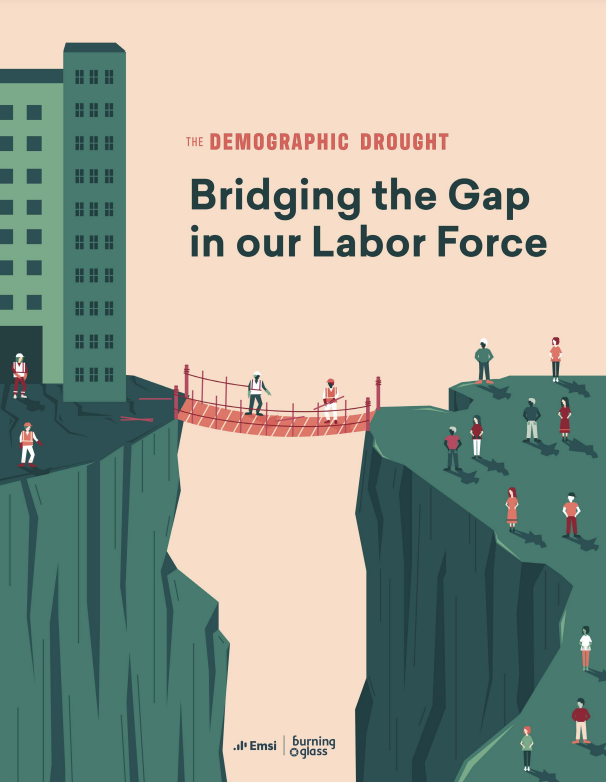 THE DEMOGRAPHIC DROUGHT
Bridging the Gap
in our Labor Force
Emsi
burning
glass